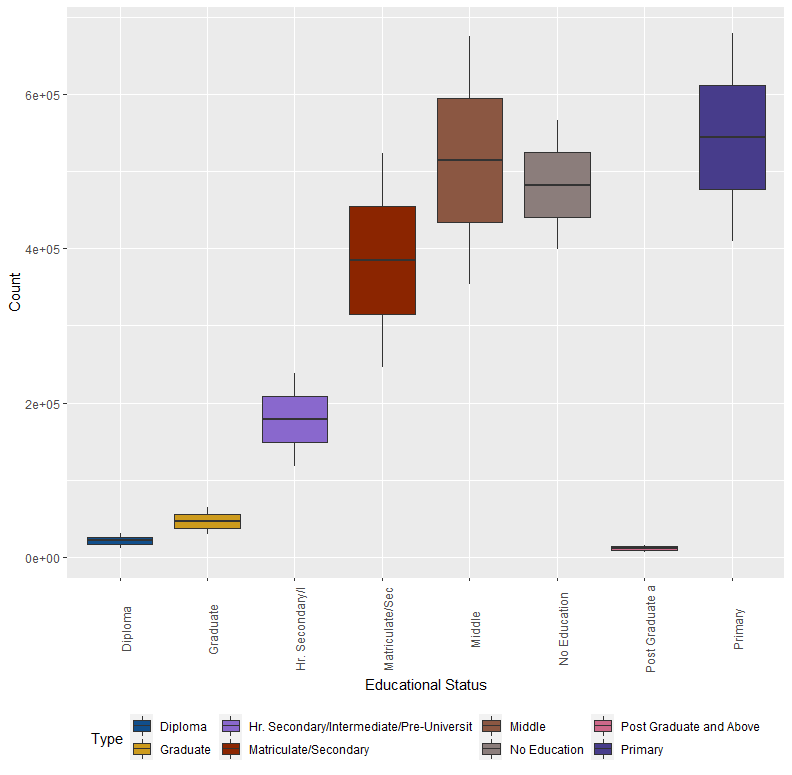 6e+05
4e+05
2e+05
0e+00
Count
Diploma
Graduate
Hr. Secondary/I
Matriculate/Sec
Middle
No Education
Post Graduate a
Primary
Educational Status
Type
Diploma
Hr. Secondary/Intermediate/Pre-Universit
Middle
Post Graduate and Above
Graduate
Matriculate/Secondary
No Education
Primary